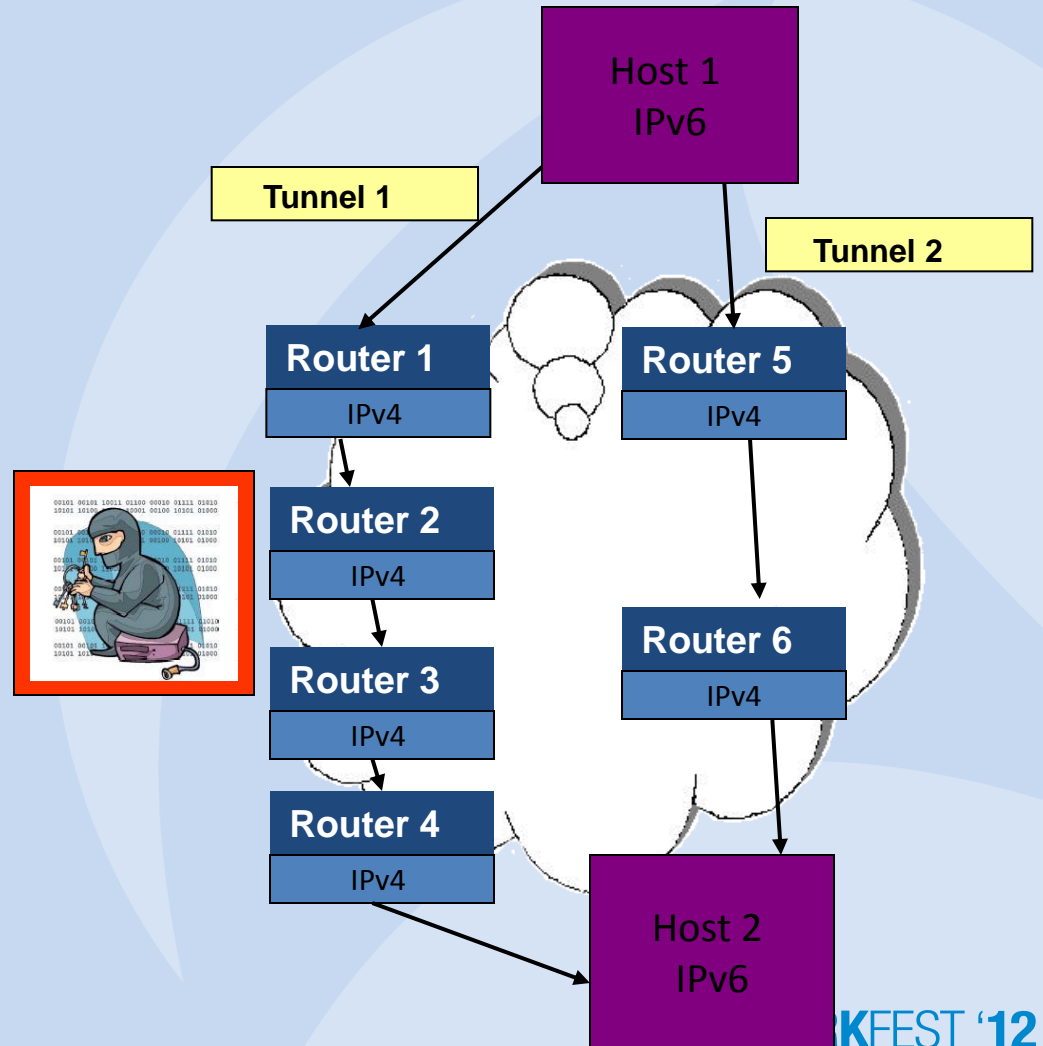 Host 1
IPv6
Tunnel 1
Tunnel 2
Router 1
IPv4
Router 5
IPv4
Router 2
IPv4
Router 6
IPv4
Router 3
IPv4
Router 4
IPv4
Host 2
IPv6
KFEST ‘12